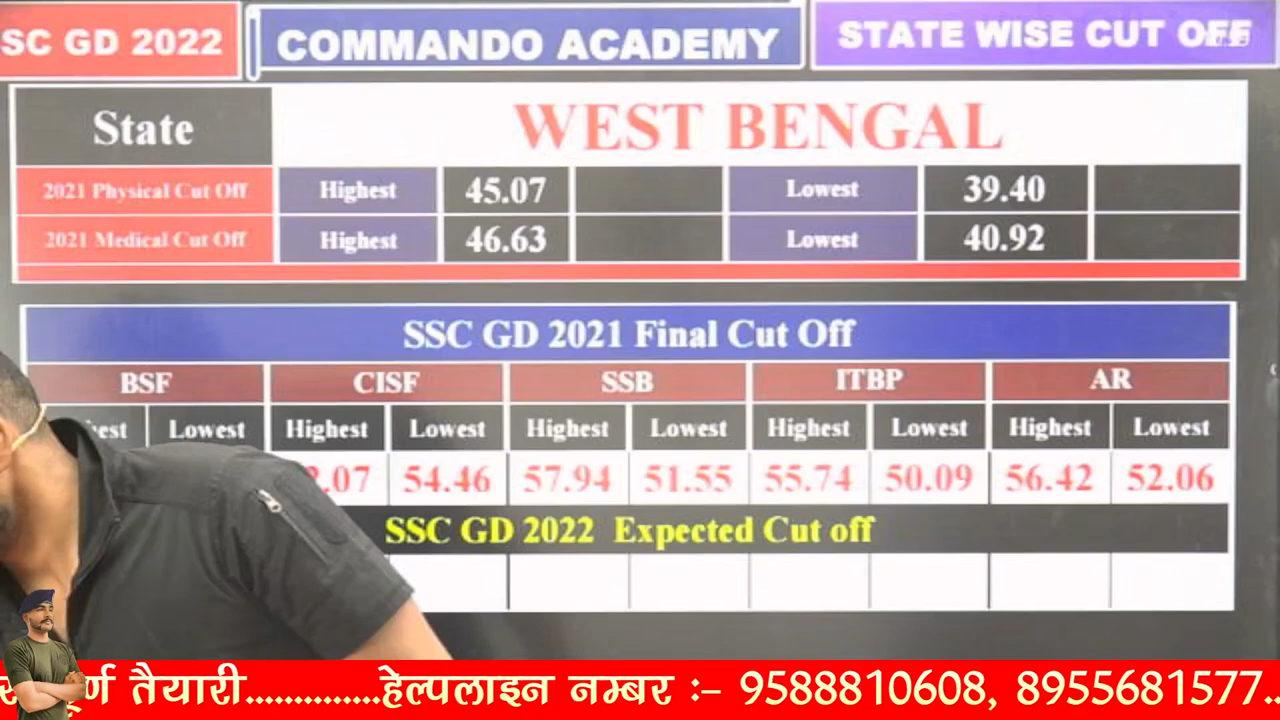 SC GD 2022 COMMANDO ACADEMY STATE WISE CUT OFF
State WEST BENGAL
2021 Physical Cut Off Highest 45.07 Lowest 39.40
2021 Medical Cut Off Highest 46.63 Lowest 40.92
SSC GD 2021 Final Cut Off
BSF CISF SSB ITBP AR
est Lowest Highest Lowest Highest Lowest Highest Lowest Highest Lowest
2.07 54.46 57.94 51.55 55.74 50.09 56.42 52.06
SSC GD 2022 Expected Cut off
र्ण तैयारी..............हेल्पलाइन नम्बर :– 9588810608, 8955681577..